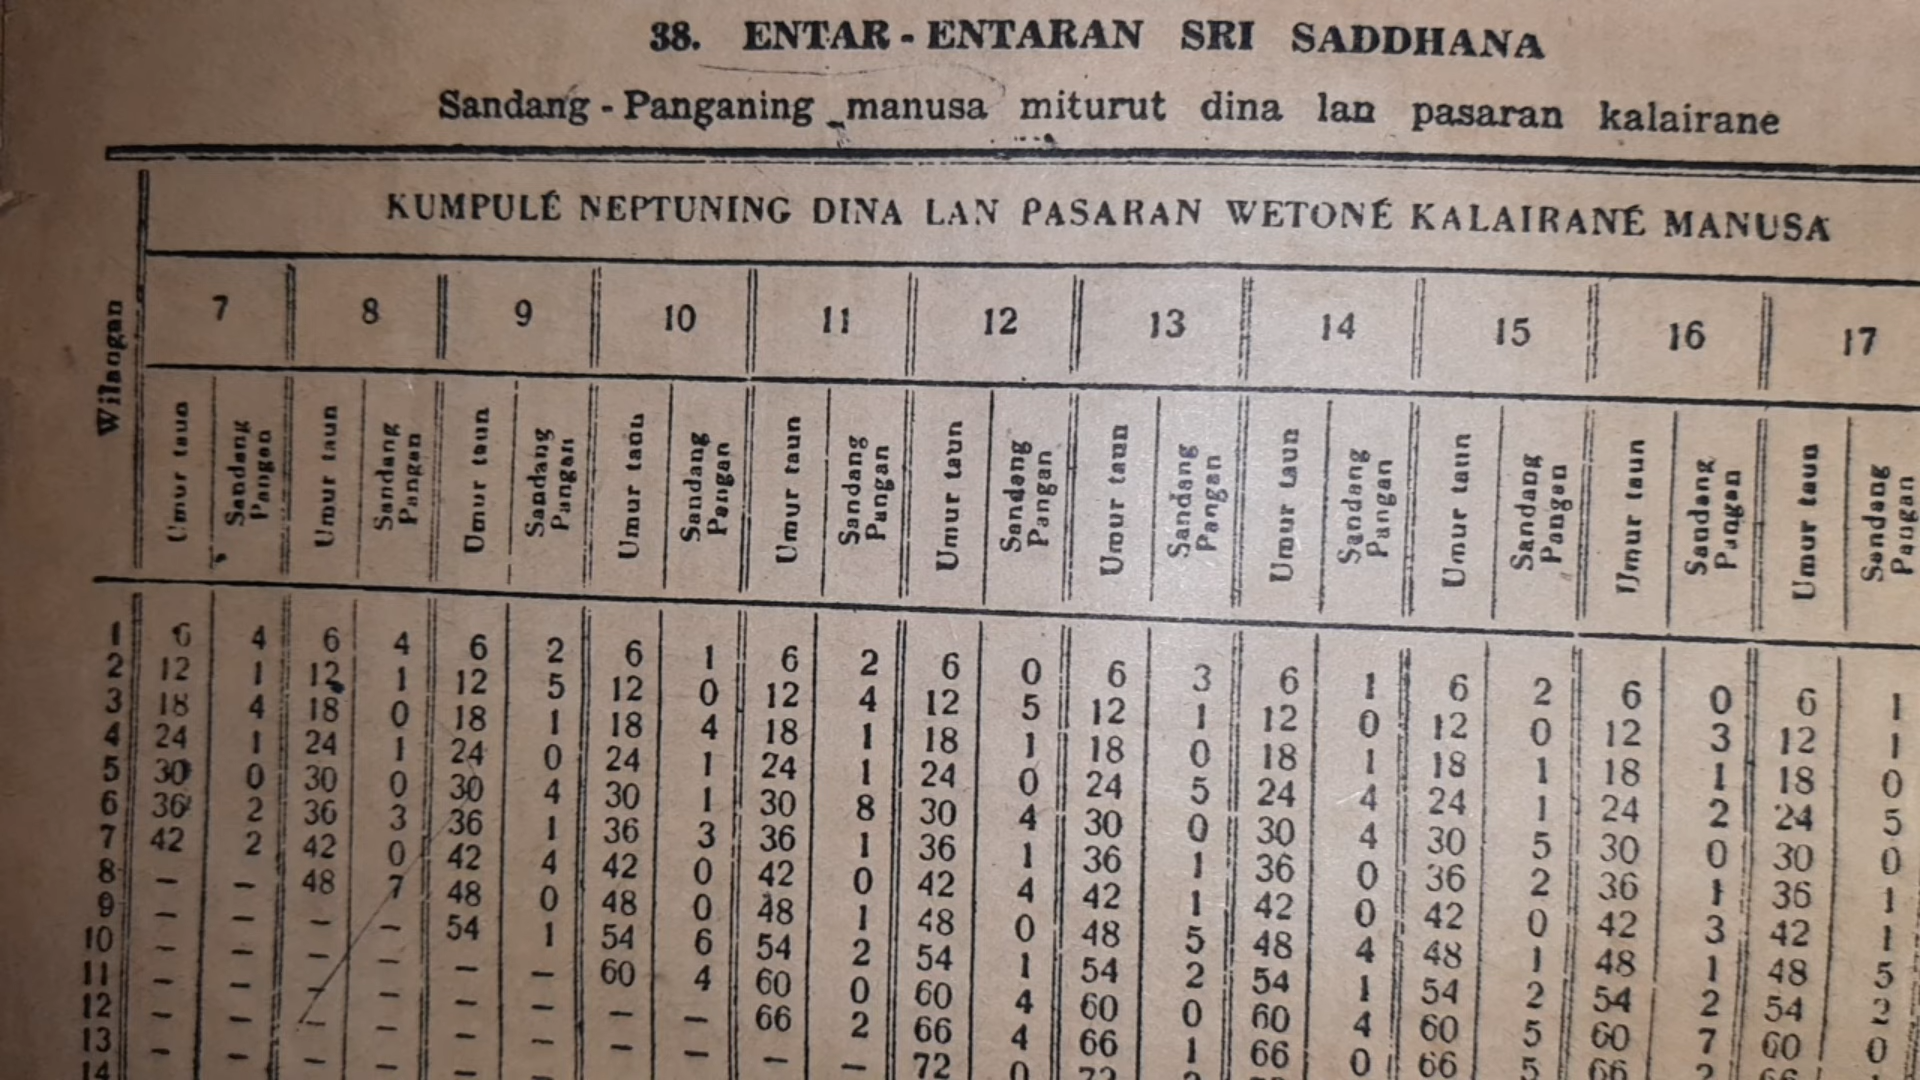 38. ENTAR - ENTARAN SRI SADDHANA
Sandang - Panganing manusa miturut dina lan pasaran kalairane
KUMPULÉ NEPTUNING DINA LAN PASARAN WETONÉ KALAIRANÉ MANUSA
Wilangan 7 8 9 10 11 12 13 14 15 16 17
Umur taun Sandang Pangan Umur taun Sandang Pangan Umur taun Sandang Pangan Umur taun Sandang Pangan Umur taun Sandang Pangan Umur taun Sandang Pangan Umur taun Sandang Pangan Umur taun Sandang Pangan Umur taun Sandang Pangan Umur taun Sandang Pangan Umur taun Sandang Pangan
1 6 4 6 4 6 2 6 1 6 2 6 0 6 3 6 1 6 2 6 0 6 1
2 12 1 12 1 12 5 12 0 12 4 12 5 12 1 12 0 12 0 12 3 12 1
3 18 4 18 0 18 1 18 4 18 1 18 1 18 0 18 1 18 1 18 1 18 0
4 24 1 24 1 24 0 24 1 24 1 24 0 24 5 24 4 24 1 24 2 24 5
5 30 0 30 0 30 4 30 1 30 8 30 4 30 0 30 4 30 5 30 0 30 0
6 36 2 36 3 36 1 36 3 36 1 36 1 36 1 36 0 36 2 36 1 36 1
7 42 2 42 0 42 4 42 0 42 0 42 4 42 1 42 0 42 0 42 3 42 1
8 — — 48 7 48 0 48 0 48 1 48 0 48 5 48 4 48 1 48 1 48 5
9 — — — — 54 1 54 6 54 2 54 1 54 2 54 1 54 2 54 2 54 2
10 — — — — — — 60 4 60 0 60 4 60 0 60 4 60 5 60 7 60 0
11 — — — — — — — — 66 2 66 4 66 1 66 0 66 5 66 2 66
12 — — — — — — — — — — 72 0 72
13 — —
14